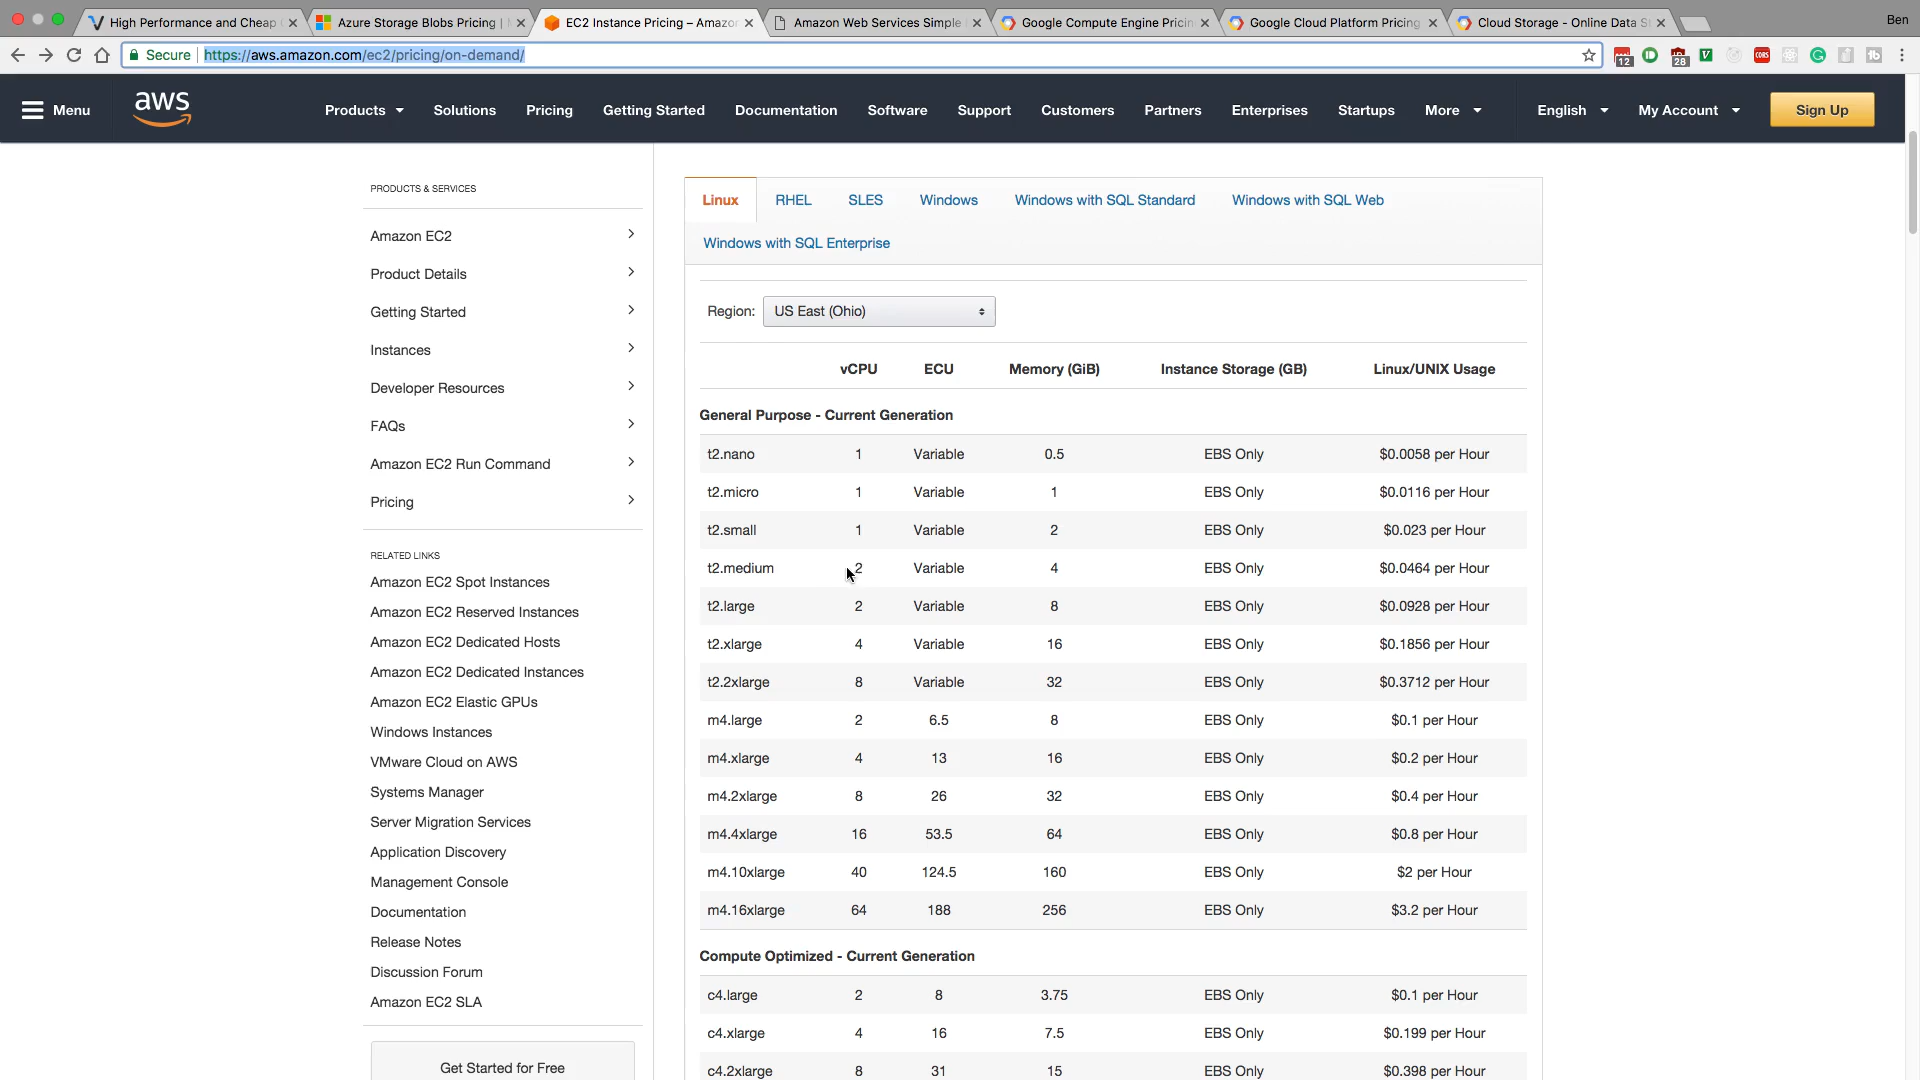 High Performance and Cheap
Azure Storage Blobs Pricing |
EC2 Instance Pricing – Amazon
Amazon Web Services Simple
Google Compute Engine Pricin
Google Cloud Platform Pricing
Cloud Storage - Online Data S
Ben
Secure https://aws.amazon.com/ec2/pricing/on-demand/
12
28
V
CORS
Menu
aws
Products
Solutions
Pricing
Getting Started
Documentation
Software
Support
Customers
Partners
Enterprises
Startups
More
English
My Account
Sign Up
PRODUCTS & SERVICES
Amazon EC2
Product Details
Getting Started
Instances
Developer Resources
FAQs
Amazon EC2 Run Command
Pricing
RELATED LINKS
Amazon EC2 Spot Instances
Amazon EC2 Reserved Instances
Amazon EC2 Dedicated Hosts
Amazon EC2 Dedicated Instances
Amazon EC2 Elastic GPUs
Windows Instances
VMware Cloud on AWS
Systems Manager
Server Migration Services
Application Discovery
Management Console
Documentation
Release Notes
Discussion Forum
Amazon EC2 SLA
Get Started for Free
Linux RHEL SLES Windows Windows with SQL Standard Windows with SQL Web
Windows with SQL Enterprise
Region: US East (Ohio)
vCPU ECU Memory (GiB) Instance Storage (GB) Linux/UNIX Usage
General Purpose - Current Generation
t2.nano 1 Variable 0.5 EBS Only $0.0058 per Hour
t2.micro 1 Variable 1 EBS Only $0.0116 per Hour
t2.small 1 Variable 2 EBS Only $0.023 per Hour
t2.medium 2 Variable 4 EBS Only $0.0464 per Hour
t2.large 2 Variable 8 EBS Only $0.0928 per Hour
t2.xlarge 4 Variable 16 EBS Only $0.1856 per Hour
t2.2xlarge 8 Variable 32 EBS Only $0.3712 per Hour
m4.large 2 6.5 8 EBS Only $0.1 per Hour
m4.xlarge 4 13 16 EBS Only $0.2 per Hour
m4.2xlarge 8 26 32 EBS Only $0.4 per Hour
m4.4xlarge 16 53.5 64 EBS Only $0.8 per Hour
m4.10xlarge 40 124.5 160 EBS Only $2 per Hour
m4.16xlarge 64 188 256 EBS Only $3.2 per Hour
Compute Optimized - Current Generation
c4.large 2 8 3.75 EBS Only $0.1 per Hour
c4.xlarge 4 16 7.5 EBS Only $0.199 per Hour
c4.2xlarge 8 31 15 EBS Only $0.398 per Hour